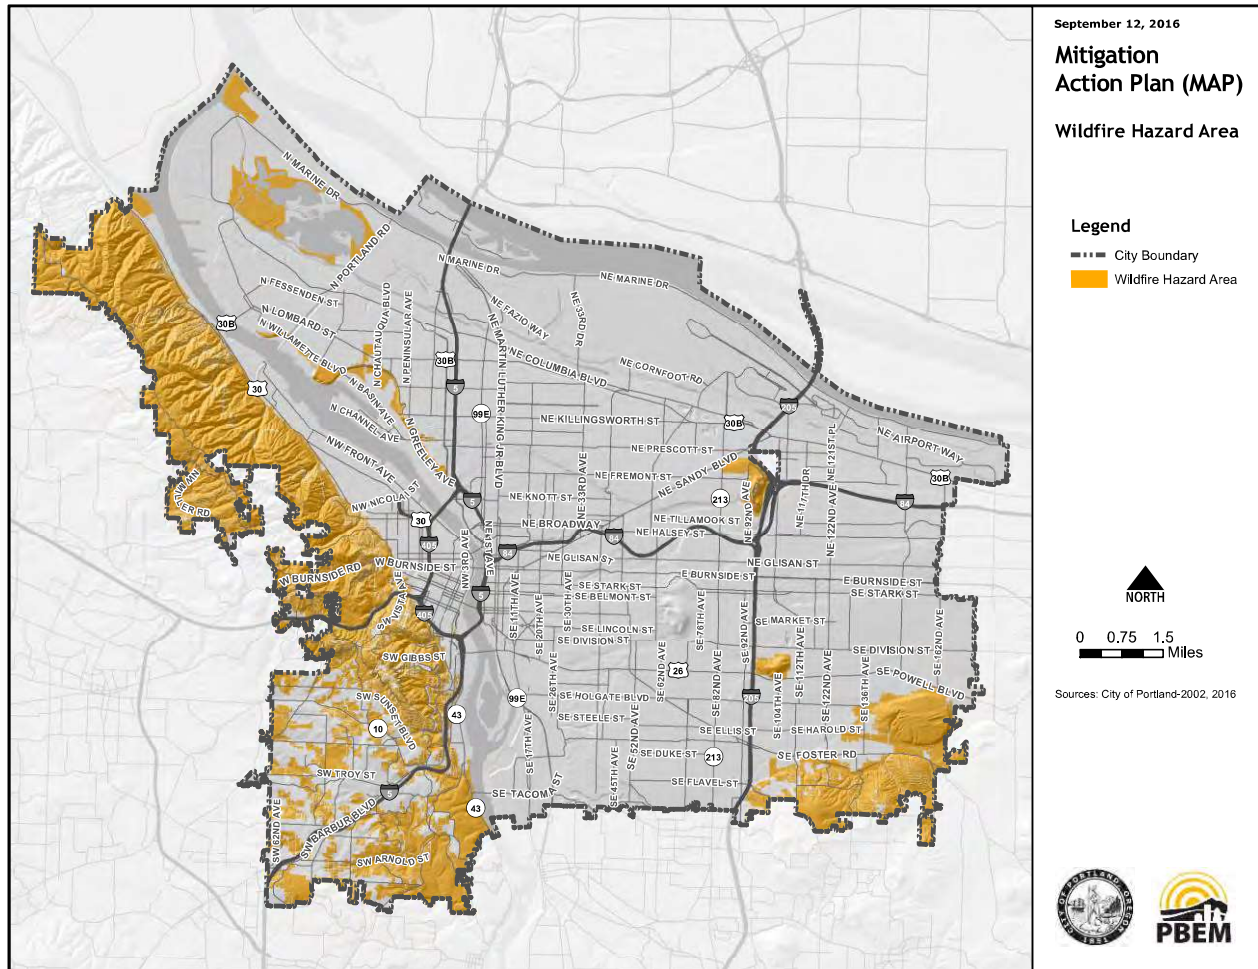 September 12, 2016
Mitigation
Action Plan (MAP)
Wildfire Hazard Area
Legend
City Boundary
Wildfire Hazard Area
NORTH
0 0.75 1.5
Miles
Sources: City of Portland-2002, 2016
CITY OF PORTLAND, OREGON
1851
PBEM
N MARINE DR
N PORTLAND RD
N MARINE DR
NE MARINE DR
N FESSENDEN ST
N LOMBARD ST
N WILLAMETTE BLVD
N CHAUTAUQUA BLVD
N PENINSULAR AVE
NE FAZIO WAY
NE 33RD DR
30B
30B
30
5
N BASIN AVE
N CHANNEL AVE
N GREELEY AVE
NW FRONT AVE
NW NICOLAI ST
NE MARTIN LUTHER KING JR BLVD
NE COLUMBIA BLVD
NE CORNFOOT RD
99E
NE KILLINGSWORTH ST
30B
205
NE AIRPORT WAY
NE PRESCOTT ST
NE FREMONT ST
NE SANDY BLVD
NE 33RD AVE
NE 92ND AVE
NE 117TH DR
NE 122ND AVE
NE 121ST PL
30B
84
NE KNOTT ST
213
5
30
405
NE BROADWAY
84
NE TILLAMOOK ST
NE HALSEY ST
NW MILLER RD
W BURNSIDE RD
W BURNSIDE ST
NW 3RD AVE
NE 1ST AVE
84
NE GLISAN ST
NE GLISAN ST
E BURNSIDE ST
E BURNSIDE ST
SE STARK ST
SE STARK ST
SE BELMONT ST
SW VISTA AVE
405
5
SE 11TH AVE
SE 20TH AVE
SE 30TH AVE
SE LINCOLN ST
SE DIVISION ST
SE 76TH AVE
SE 92ND AVE
SE MARKET ST
SE DIVISION ST
SE 162ND AVE
SW GIBBS ST
SE 26TH AVE
SE 62ND AVE
26
SE 82ND AVE
SE 104TH AVE
SE 112TH AVE
SE 122ND AVE
SE 136TH AVE
SE POWELL BLVD
SW SUNSET BLVD
10
43
99E
SE HOLGATE BLVD
205
SE STEELE ST
SE 52ND AVE
SE ELLIS ST
SE HAROLD ST
SE 17TH AVE
SE 45TH AVE
SE DUKE ST
213
SE FOSTER RD
SW TROY ST
SE FLAVEL ST
5
SE TACOMA ST
43
SW 62ND AVE
SW BARBUR BLVD
SW ARNOLD ST